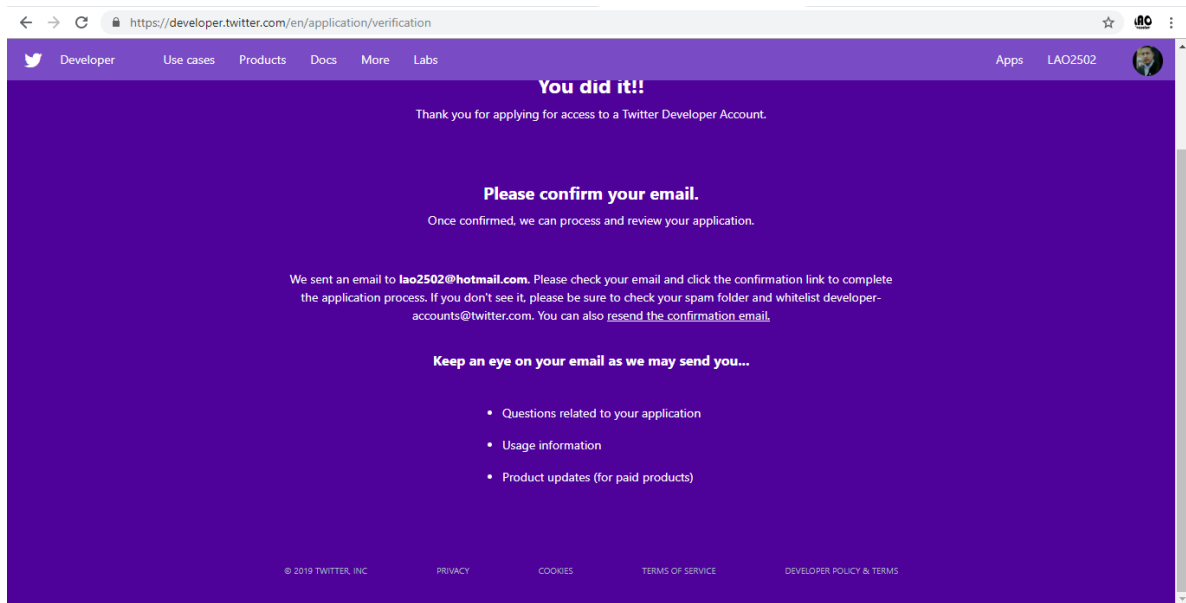 https://developer.twitter.com/en/application/verification
Developer Use cases Products Docs More Labs Apps LAO2502
You did it!!
Thank you for applying for access to a Twitter Developer Account.
Please confirm your email.
Once confirmed, we can process and review your application.
We sent an email to lao2502@hotmail.com. Please check your email and click the confirmation link to complete
the application process. If you don't see it, please be sure to check your spam folder and whitelist developer-
accounts@twitter.com. You can also resend the confirmation email.
Keep an eye on your email as we may send you...
• Questions related to your application
• Usage information
• Product updates (for paid products)
© 2019 TWITTER, INC PRIVACY COOKIES TERMS OF SERVICE DEVELOPER POLICY & TERMS